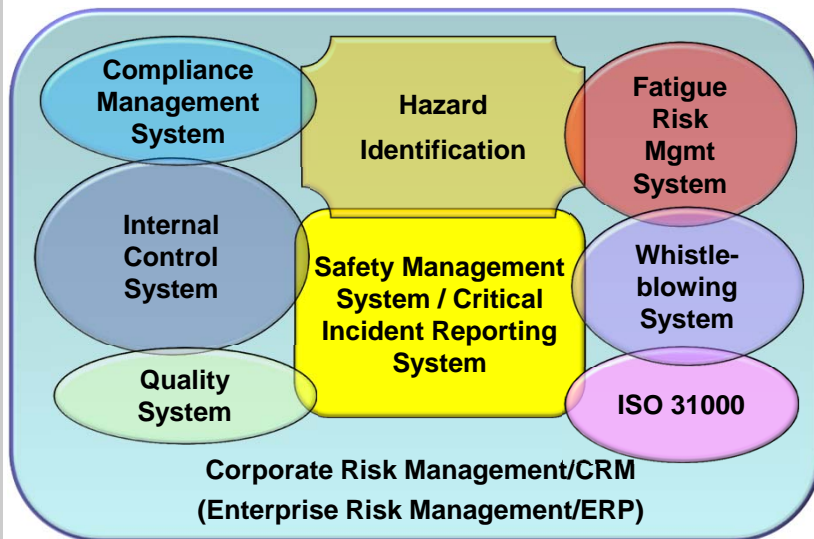 Compliance
Management
System
Hazard
Identification
Fatigue
Risk
Mgmt
System
Internal
Control
System
Safety Management
System / Critical
Incident Reporting
System
Whistle-
blowing
System
Quality
System
ISO 31000
Corporate Risk Management/CRM
(Enterprise Risk Management/ERP)